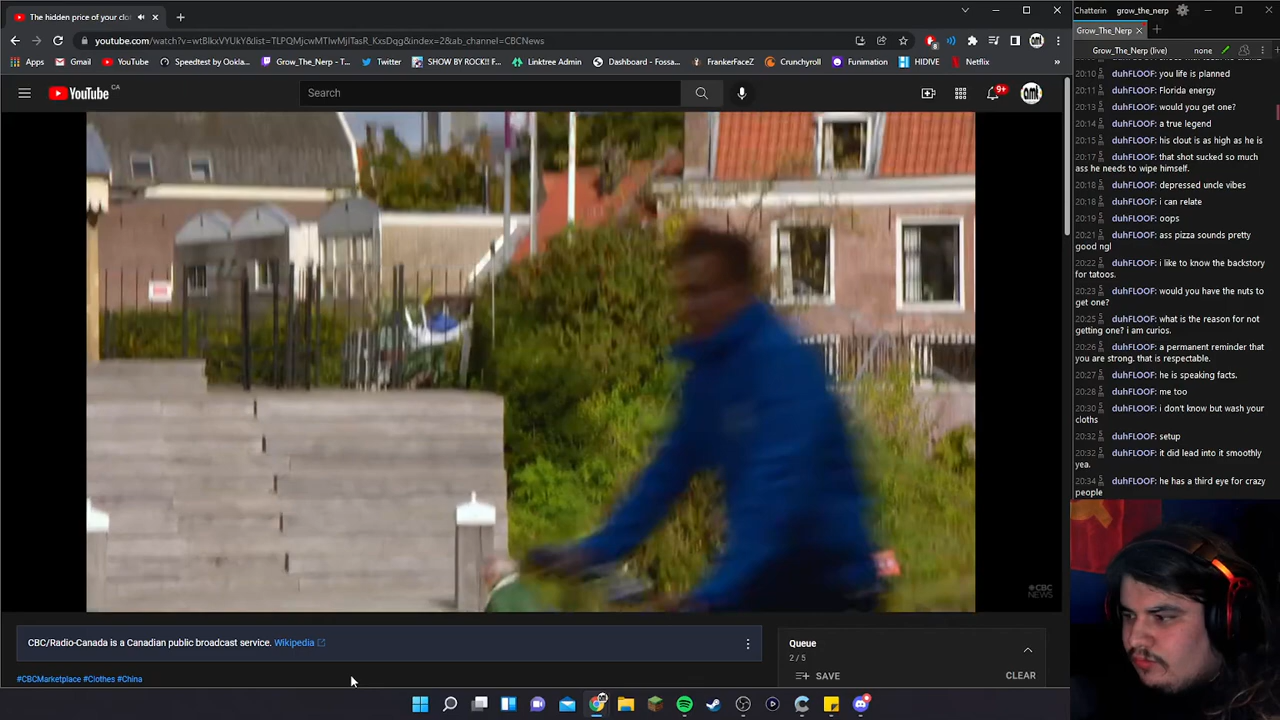 The hidden price of your clot
youtube.com/watch?v=wtBlkxVYUkY&list=TLPQMjcwMTIwMjITasR_KxsDqg&index=2&ab_channel=CBCNews
Apps
Gmail
YouTube
Speedtest by Ookla...
Grow_The_Nerp - T...
Twitter
SHOW BY ROCK!! F...
Linktree Admin
Dashboard - Fossa...
FrankerFaceZ
Crunchyroll
Funimation
HIDIVE
Netflix
YouTube CA
Search
9+
CBC NEWS
CBC/Radio-Canada is a Canadian public broadcast service. Wikipedia
#CBCMarketplace #Clothes #China
Queue
2 / 5
SAVE
CLEAR
Chatterin
grow_the_nerp
Grow_The_Nerp
Grow_The_Nerp (live)
none
20:10 duhFLOOF: you life is planned
20:11 duhFLOOF: Florida energy
20:13 duhFLOOF: would you get one?
20:14 duhFLOOF: a true legend
20:15 duhFLOOF: his clout is as high as he is
20:17 duhFLOOF: that shot sucked so much
ass he needs to wipe himself.
20:18 duhFLOOF: depressed uncle vibes
20:18 duhFLOOF: i can relate
20:19 duhFLOOF: oops
20:21 duhFLOOF: ass pizza sounds pretty
good ngl
20:22 duhFLOOF: i like to know the backstory
for tatoos.
20:23 duhFLOOF: would you have the nuts to
get one?
20:25 duhFLOOF: what is the reason for not
getting one? i am curios.
20:26 duhFLOOF: a permanent reminder that
you are strong. that is respectable.
20:27 duhFLOOF: he is speaking facts.
20:28 duhFLOOF: me too
20:30 duhFLOOF: i don't know but wash your
cloths
20:32 duhFLOOF: setup
20:32 duhFLOOF: it did lead into it smoothly
yea.
20:34 duhFLOOF: he has a third eye for crazy
people